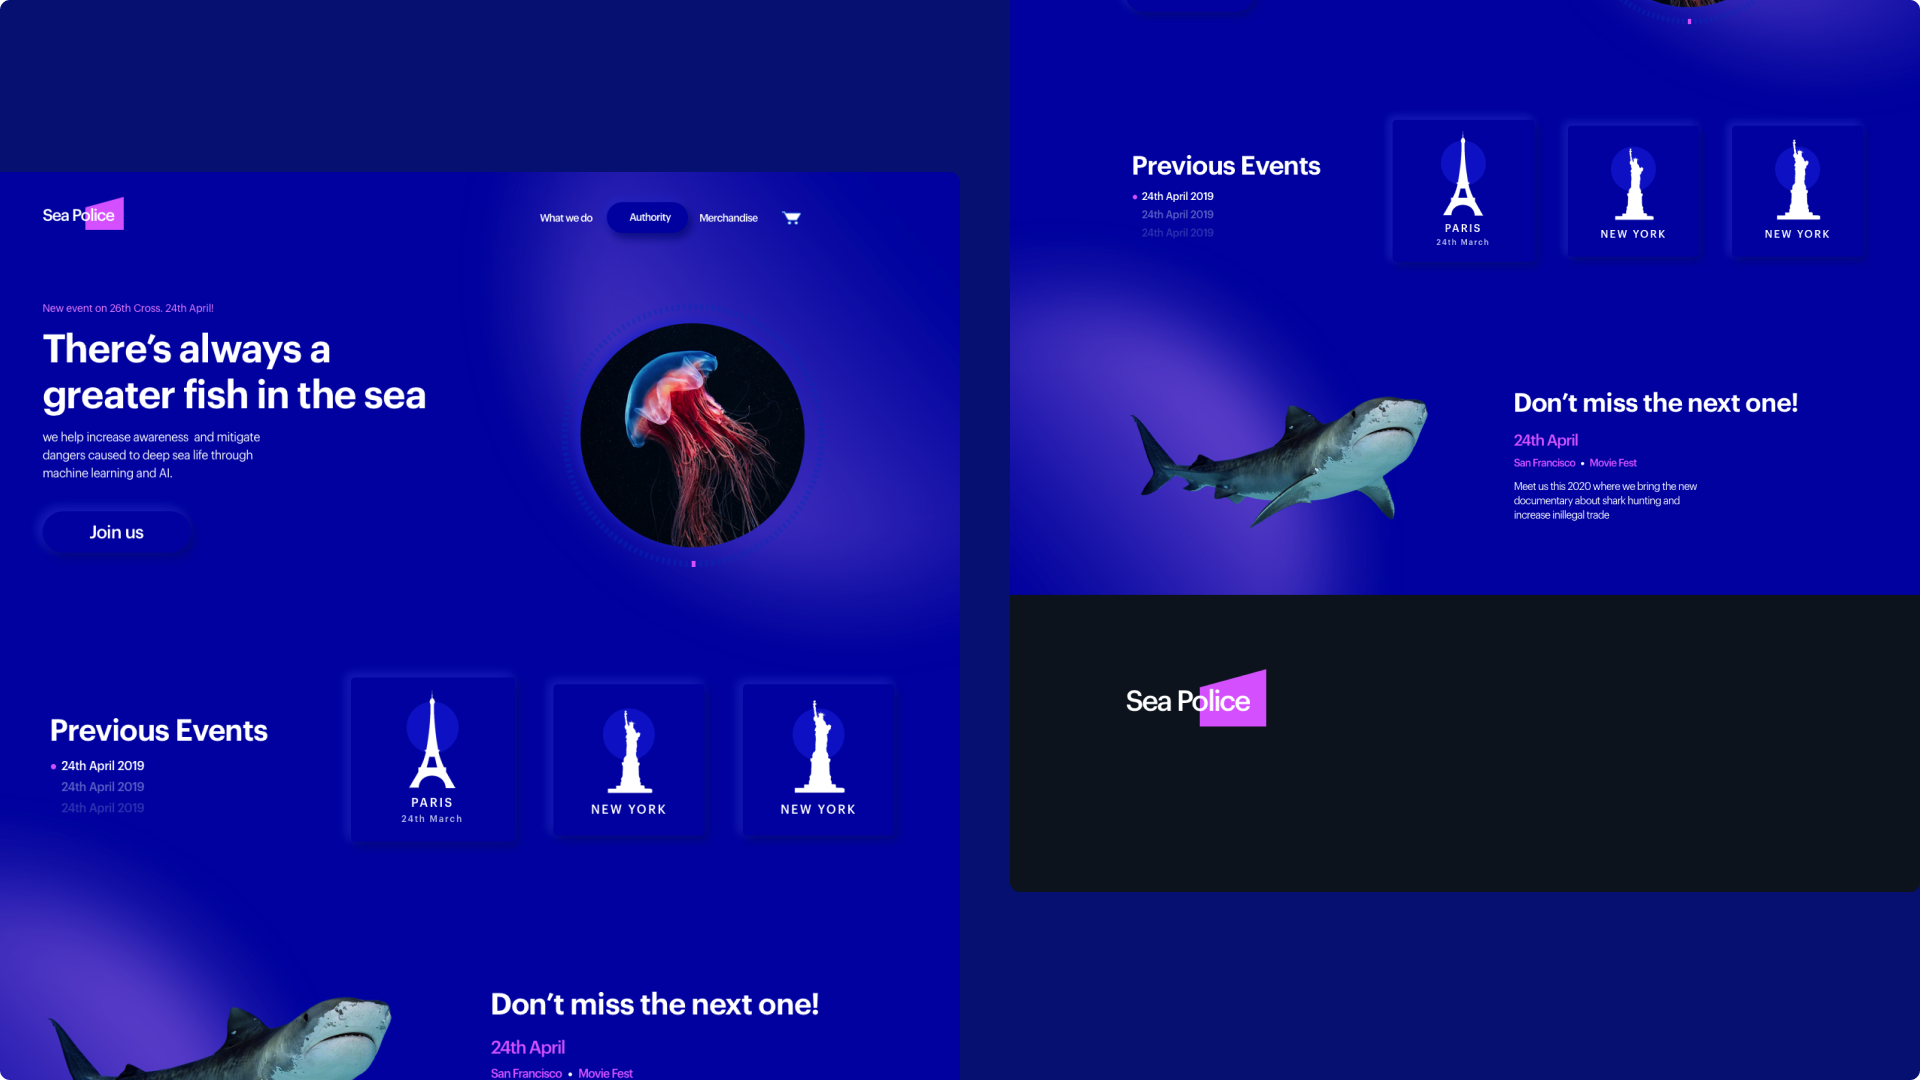 Sea Police
What we do
Authority
Merchandise
New event on 26th Cross. 24th April!
There's always a
greater fish in the sea
we help increase awareness  and mitigate
dangers caused to deep sea life through
machine learning and AI.
Join us
Previous Events
24th April 2019
24th April 2019
24th April 2019
PARIS
24th March
NEW YORK
NEW YORK
Don't miss the next one!
24th April
San Francisco • Movie Fest
Previous Events
24th April 2019
24th April 2019
24th April 2019
PARIS
24th March
NEW YORK
NEW YORK
Don't miss the next one!
24th April
San Francisco • Movie Fest
Meet us this 2020 where we bring the new
documentary about shark hunting and
increase inillegal trade
Sea Police